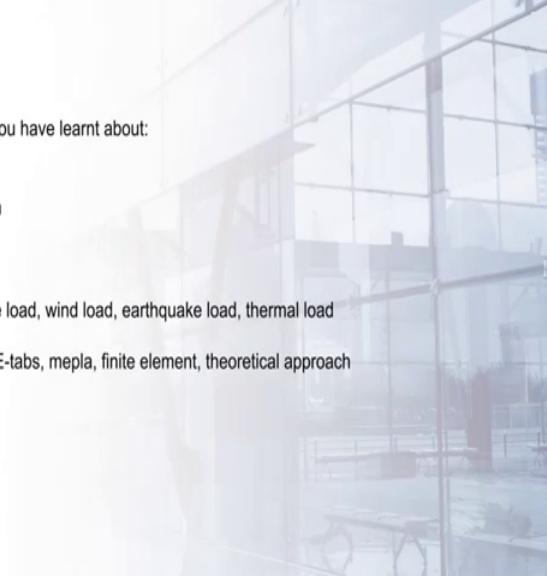 ou have learnt about:
load, wind load, earthquake load, thermal load
E-tabs, mepla, finite element, theoretical approach